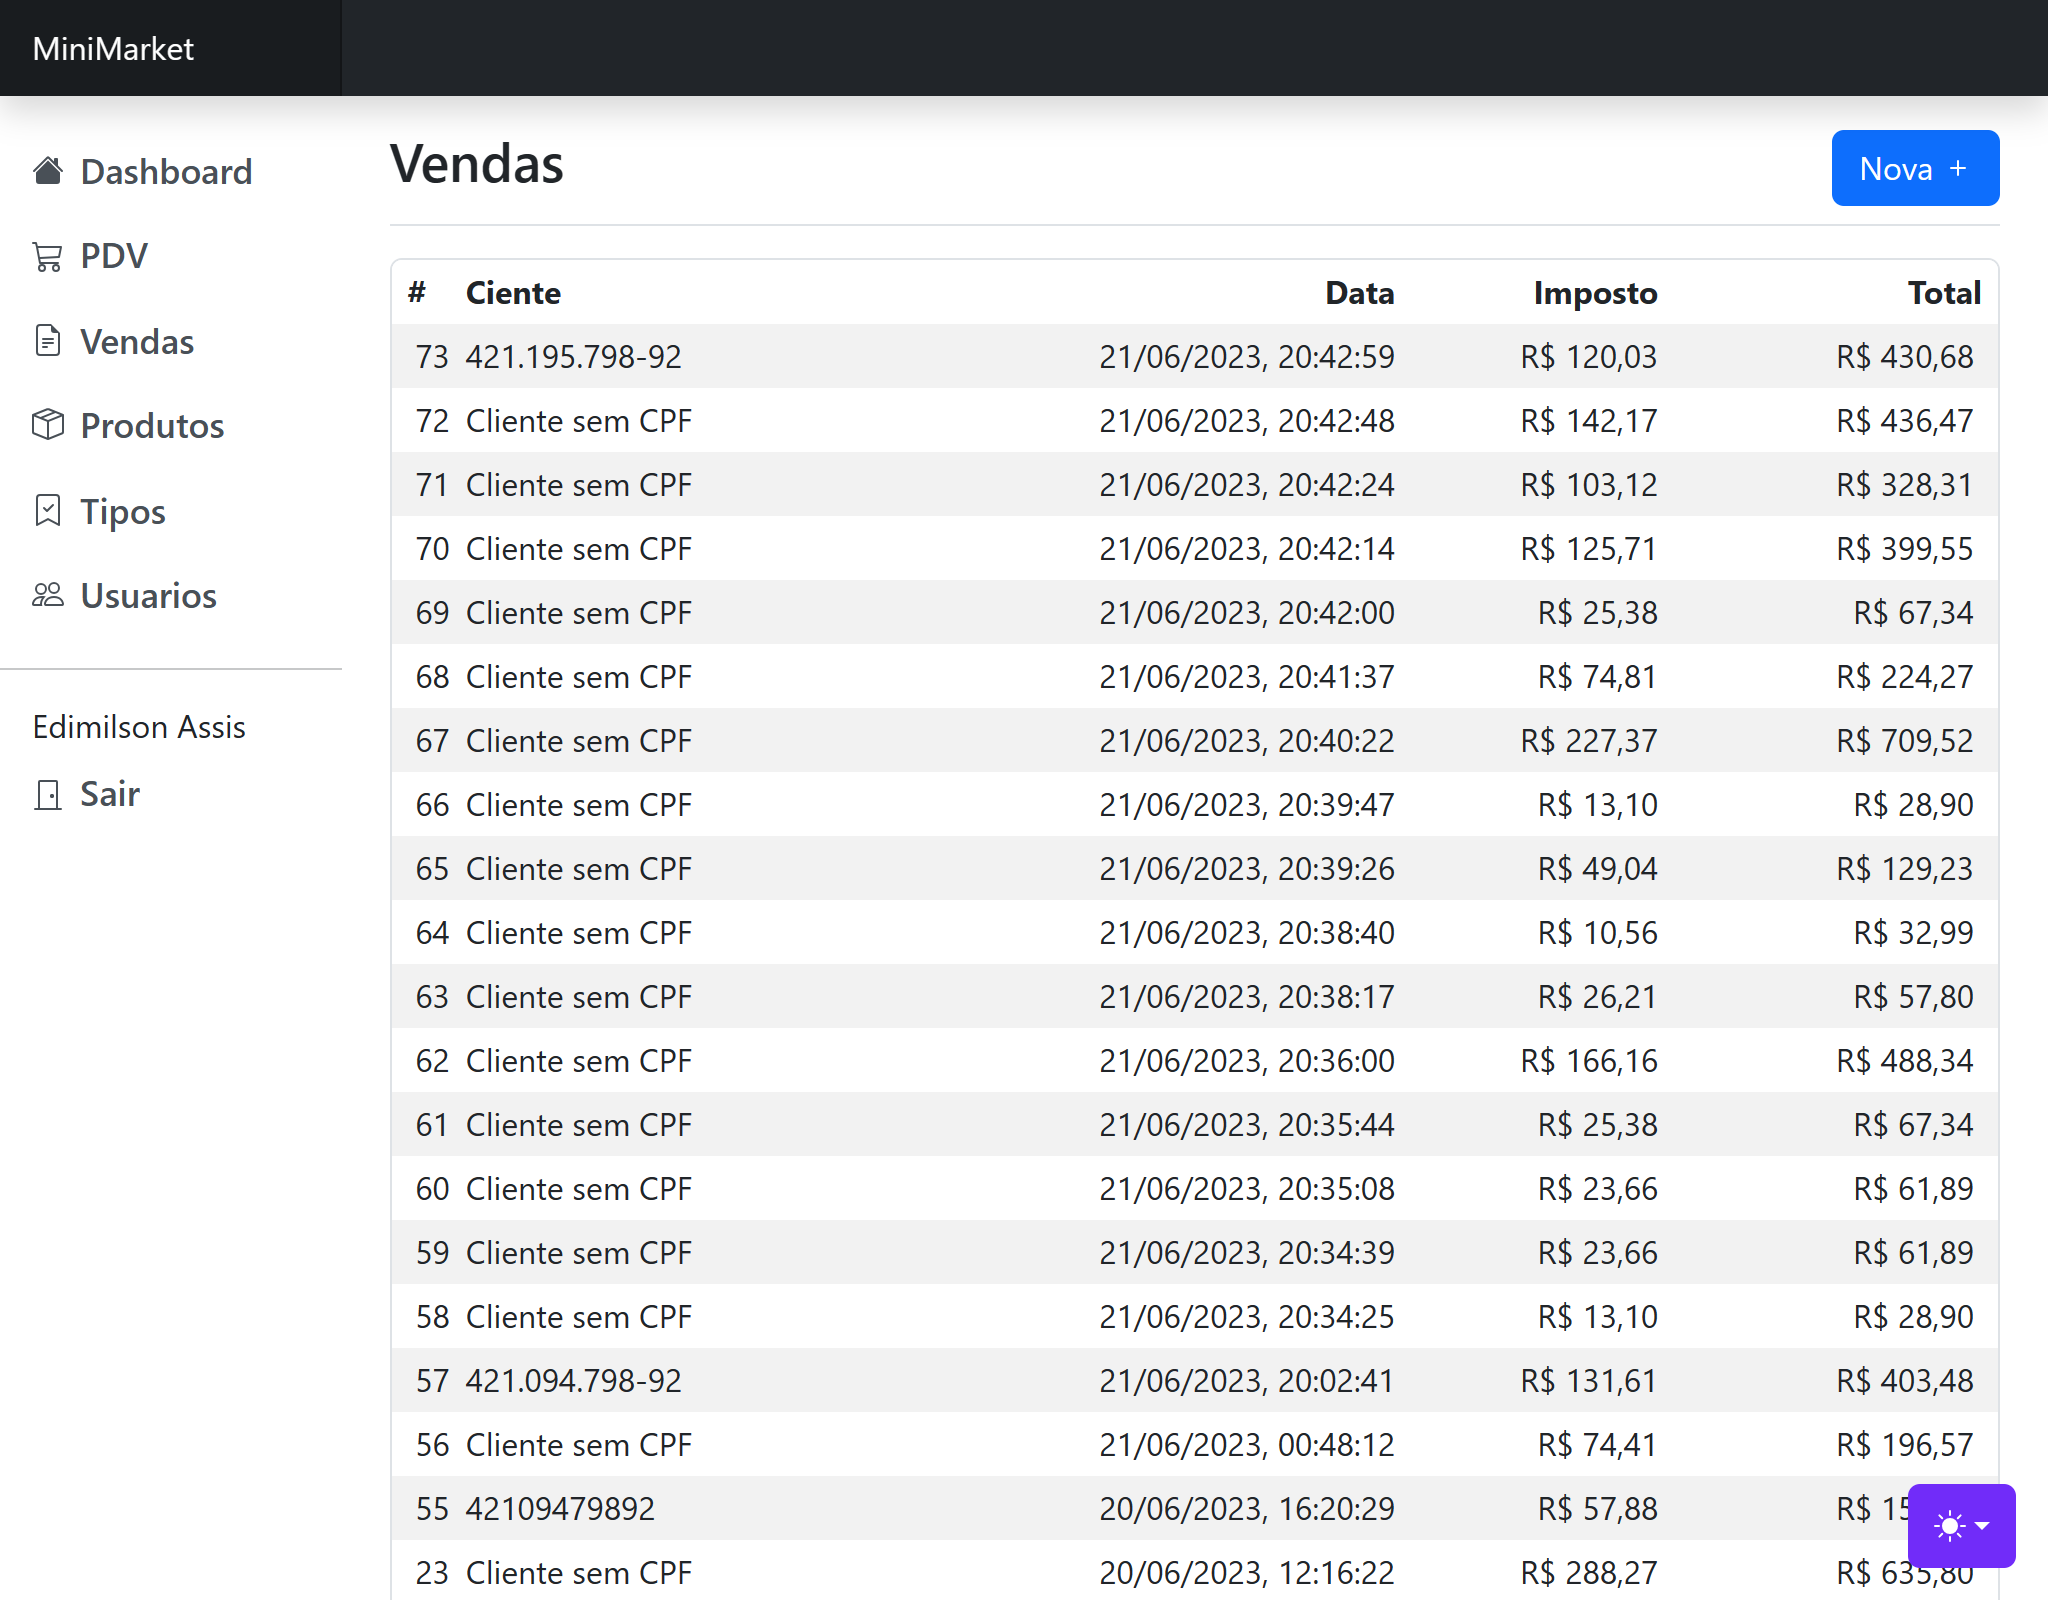 MiniMarket
Dashboard
PDV
Vendas
Produtos
Tipos
Usuarios
Edimilson Assis
Sair
Vendas
Nova +
# Ciente Data Imposto Total
73 421.195.798-92 21/06/2023, 20:42:59 R$ 120,03 R$ 430,68
72 Cliente sem CPF 21/06/2023, 20:42:48 R$ 142,17 R$ 436,47
71 Cliente sem CPF 21/06/2023, 20:42:24 R$ 103,12 R$ 328,31
70 Cliente sem CPF 21/06/2023, 20:42:14 R$ 125,71 R$ 399,55
69 Cliente sem CPF 21/06/2023, 20:42:00 R$ 25,38 R$ 67,34
68 Cliente sem CPF 21/06/2023, 20:41:37 R$ 74,81 R$ 224,27
67 Cliente sem CPF 21/06/2023, 20:40:22 R$ 227,37 R$ 709,52
66 Cliente sem CPF 21/06/2023, 20:39:47 R$ 13,10 R$ 28,90
65 Cliente sem CPF 21/06/2023, 20:39:26 R$ 49,04 R$ 129,23
64 Cliente sem CPF 21/06/2023, 20:38:40 R$ 10,56 R$ 32,99
63 Cliente sem CPF 21/06/2023, 20:38:17 R$ 26,21 R$ 57,80
62 Cliente sem CPF 21/06/2023, 20:36:00 R$ 166,16 R$ 488,34
61 Cliente sem CPF 21/06/2023, 20:35:44 R$ 25,38 R$ 67,34
60 Cliente sem CPF 21/06/2023, 20:35:08 R$ 23,66 R$ 61,89
59 Cliente sem CPF 21/06/2023, 20:34:39 R$ 23,66 R$ 61,89
58 Cliente sem CPF 21/06/2023, 20:34:25 R$ 13,10 R$ 28,90
57 421.094.798-92 21/06/2023, 20:02:41 R$ 131,61 R$ 403,48
56 Cliente sem CPF 21/06/2023, 00:48:12 R$ 74,41 R$ 196,57
55 42109479892 20/06/2023, 16:20:29 R$ 57,88 R$
23 Cliente sem CPF 20/06/2023, 12:16:22 R$ 288,27 R$ 635,80